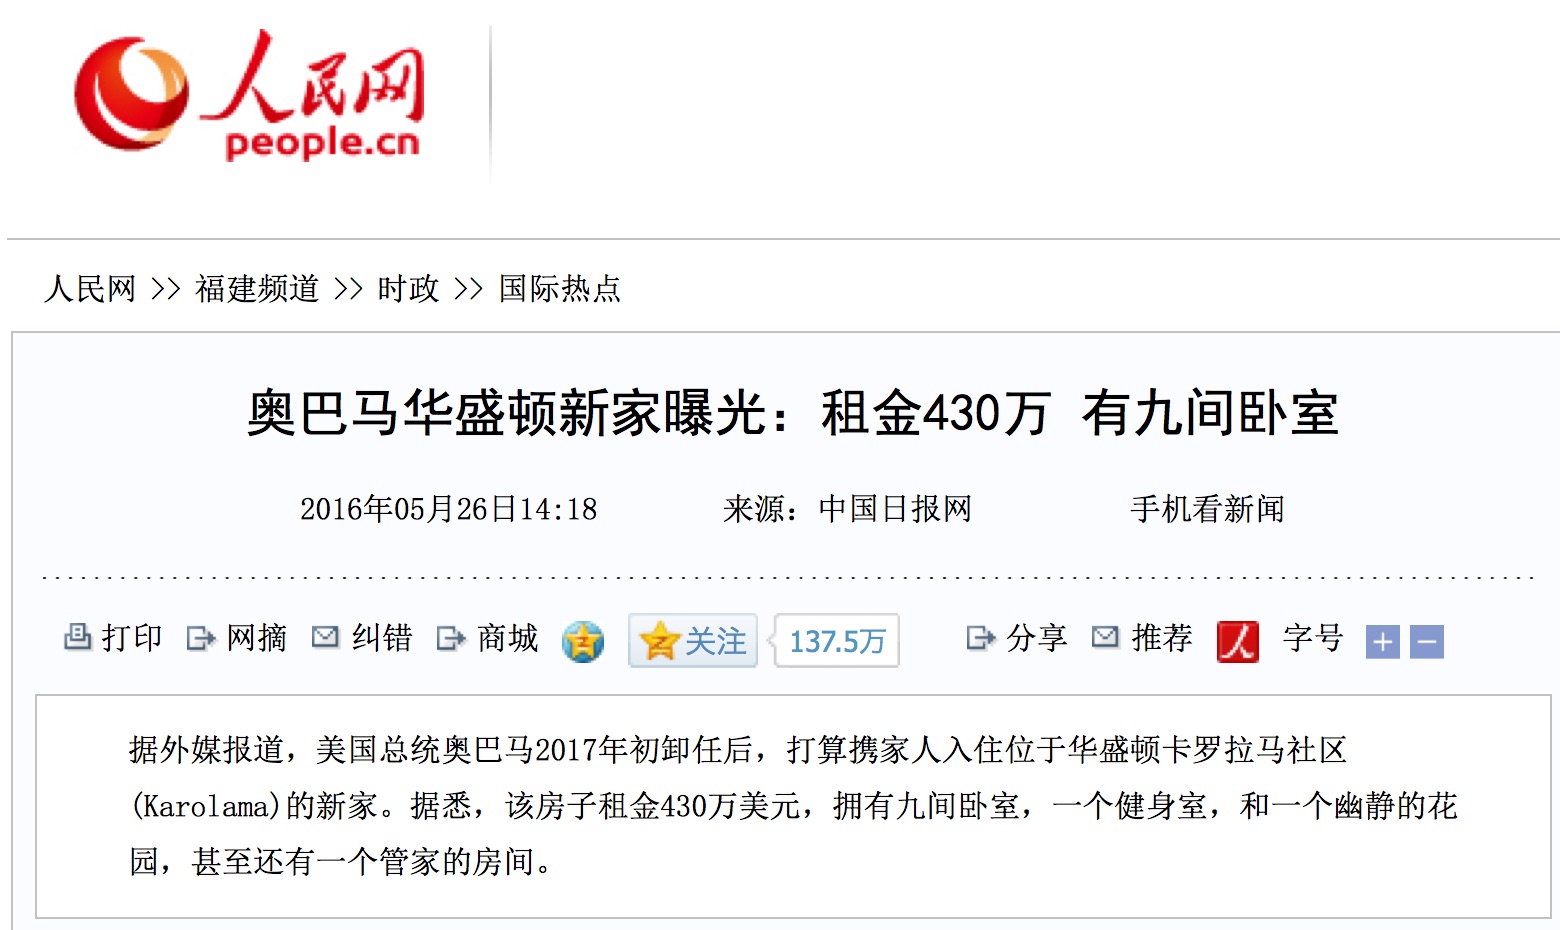 人民网
people.cn
人民网 >> 福建频道 >> 时政 >> 国际热点
奥巴马华盛顿新家曝光：租金430万 有九间卧室
2016年05月26日14:18 来源：中国日报网 手机看新闻
打印 网摘 纠错 商城 关注 137.5万 分享 推荐 人 字号 + −
据外媒报道，美国总统奥巴马2017年初卸任后，打算携家人入住位于华盛顿卡罗拉马社区
(Karolama)的新家。据悉，该房子租金430万美元，拥有九间卧室，一个健身室，和一个幽静的花
园，甚至还有一个管家的房间。